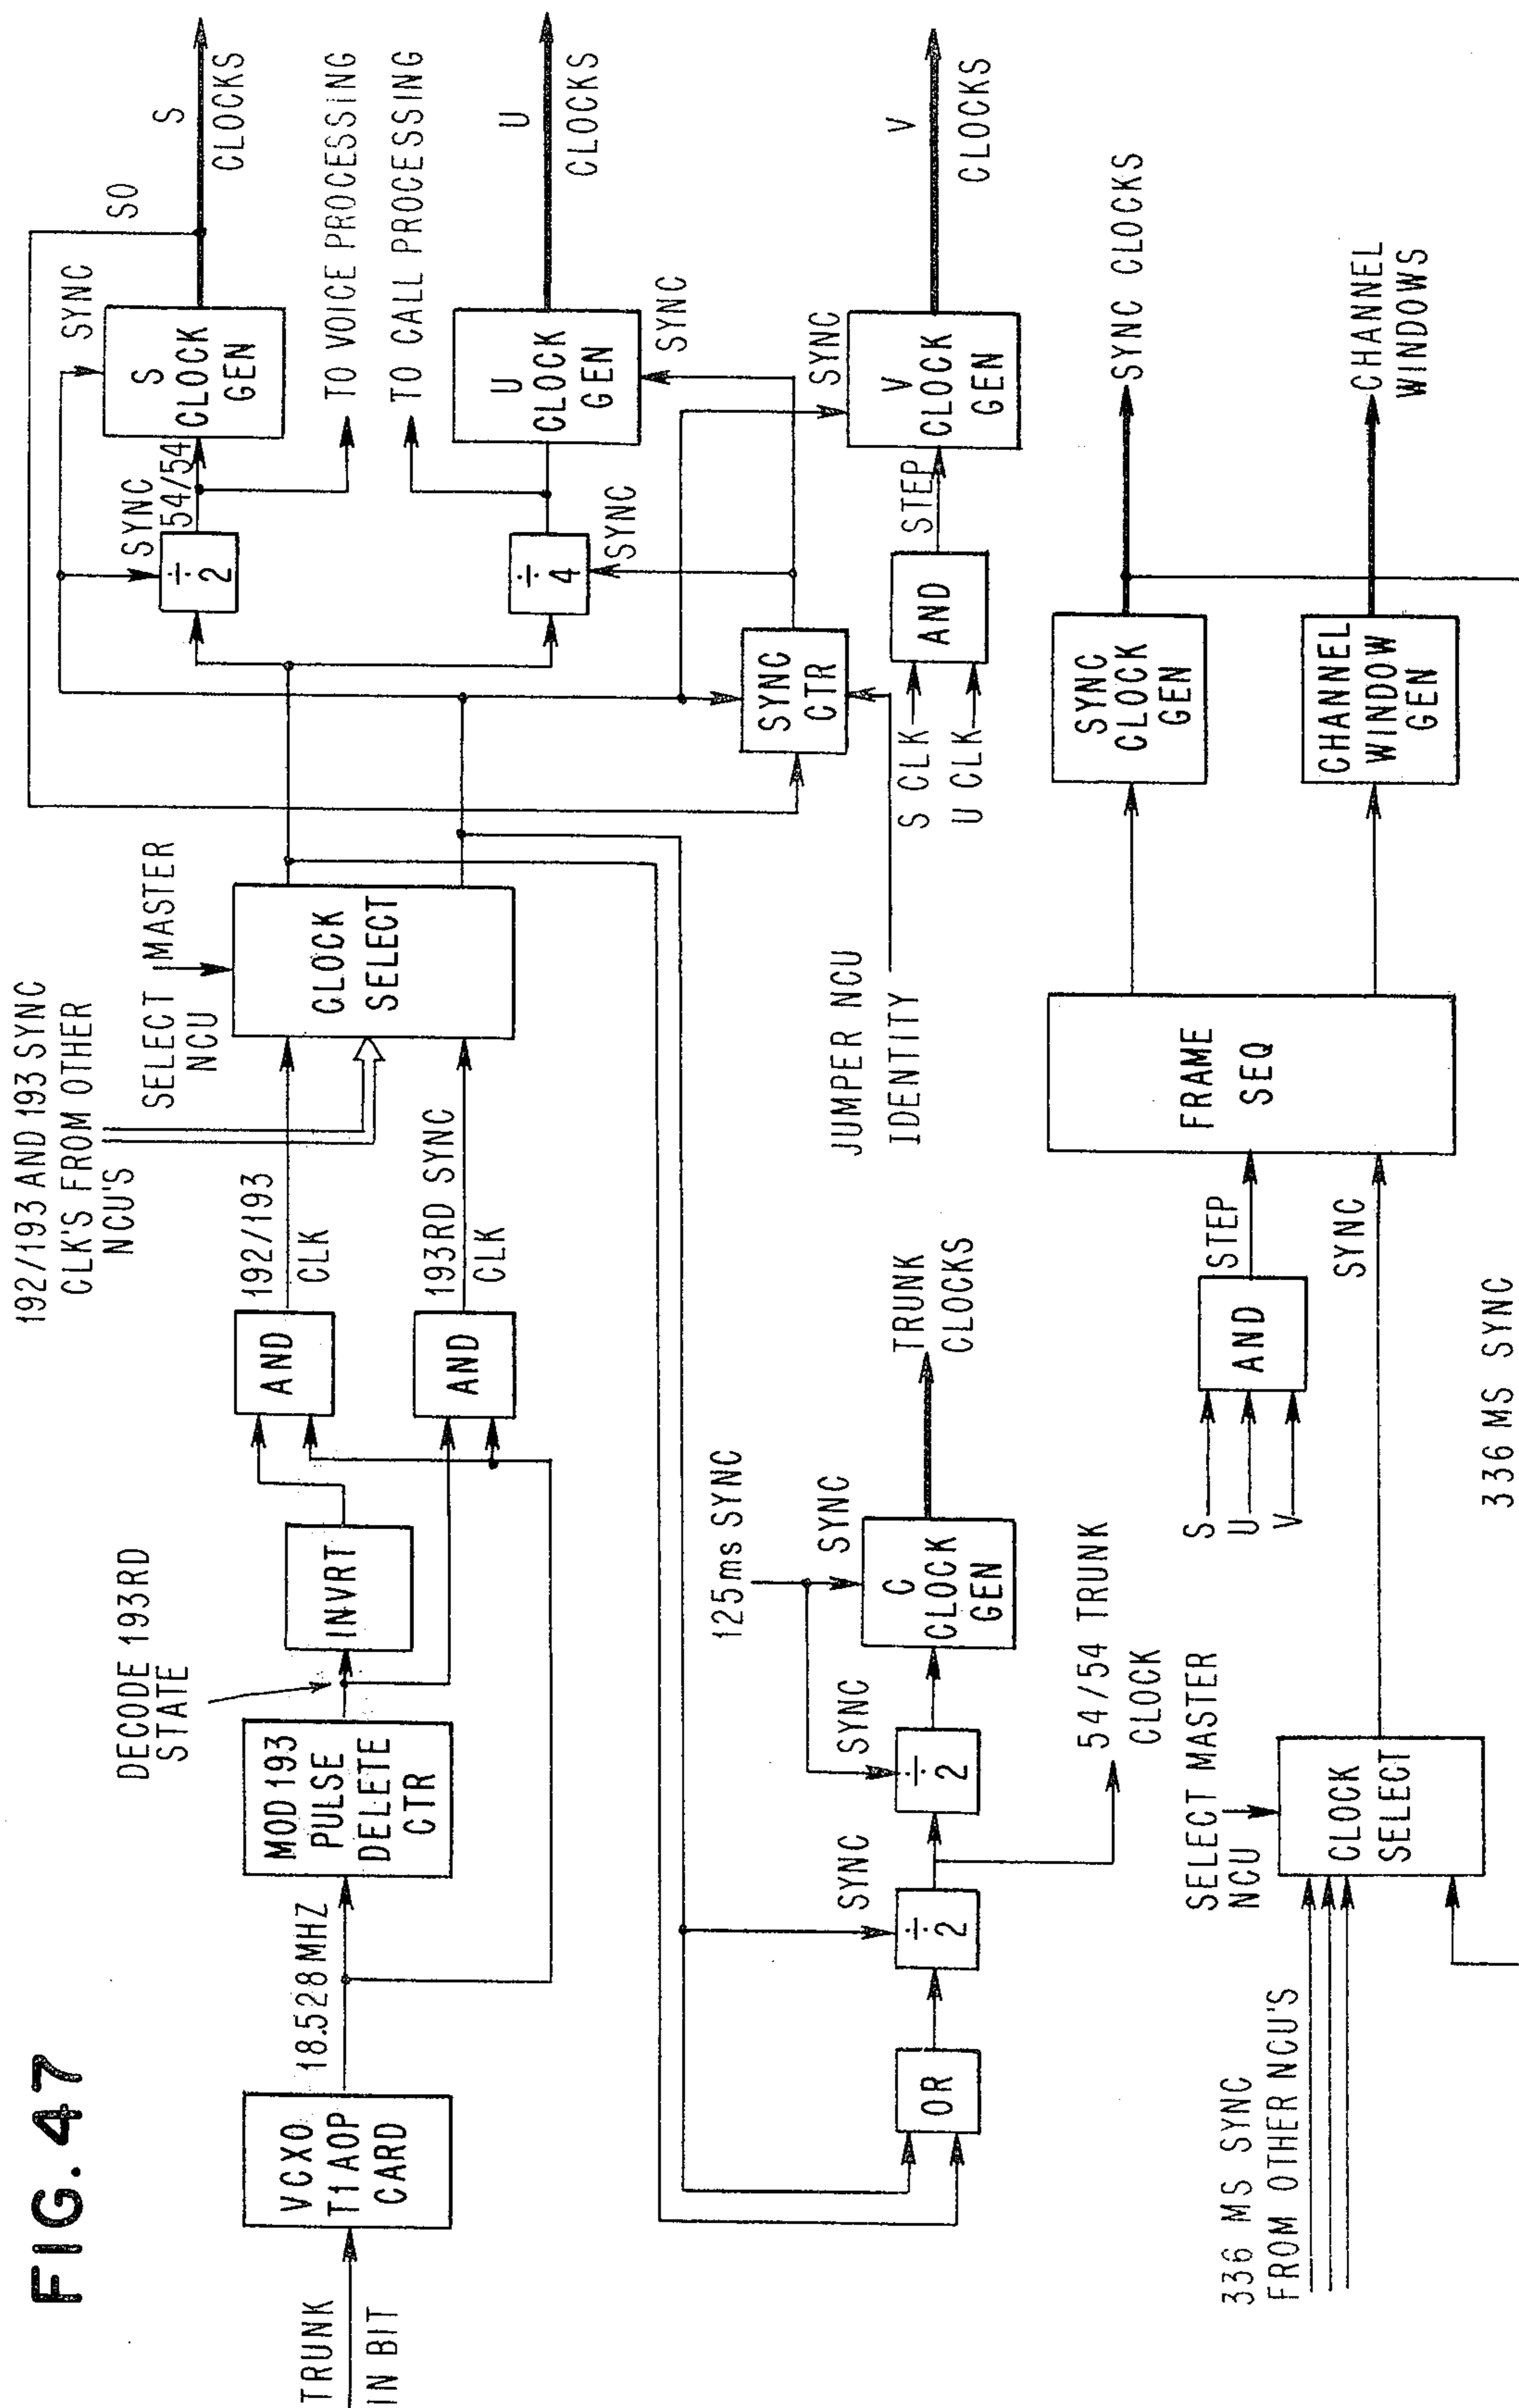 FIG. 47
TRUNK
IN BIT
VCXO
T1 AOP
CARD
18.528 MHZ
MOD 193
PULSE
DELETE
CTR
DECODE 193RD
STATE
INVRT
AND
AND
192/193
CLK
193RD SYNC
CLK
192/193 AND 193 SYNC
CLK'S FROM OTHER
NCU'S
SELECT MASTER
NCU
CLOCK
SELECT
SYNC
÷
2
54/54
SYNC
S
CLOCK
GEN
SO
S
CLOCKS
TO VOICE PROCESSING
TO CALL PROCESSING
÷
4
SYNC
U
CLOCK
GEN
SYNC
U
CLOCKS
SYNC
CTR
JUMPER NCU
IDENTITY
S CLK
U CLK
AND
STEP
SYNC
V
CLOCK
GEN
V
CLOCKS
OR
SYNC
÷
2
54/54 TRUNK
CLOCK
SYNC
÷
2
125ms SYNC
SYNC
C
CLOCK
GEN
TRUNK
CLOCKS
336 MS SYNC
FROM OTHER NCU'S
SELECT MASTER
NCU
CLOCK
SELECT
S
U
V
AND
STEP
SYNC
FRAME
SEQ
SYNC
CLOCK
GEN
SYNC CLOCKS
CHANNEL
WINDOW
GEN
CHANNEL
WINDOWS
336 MS SYNC